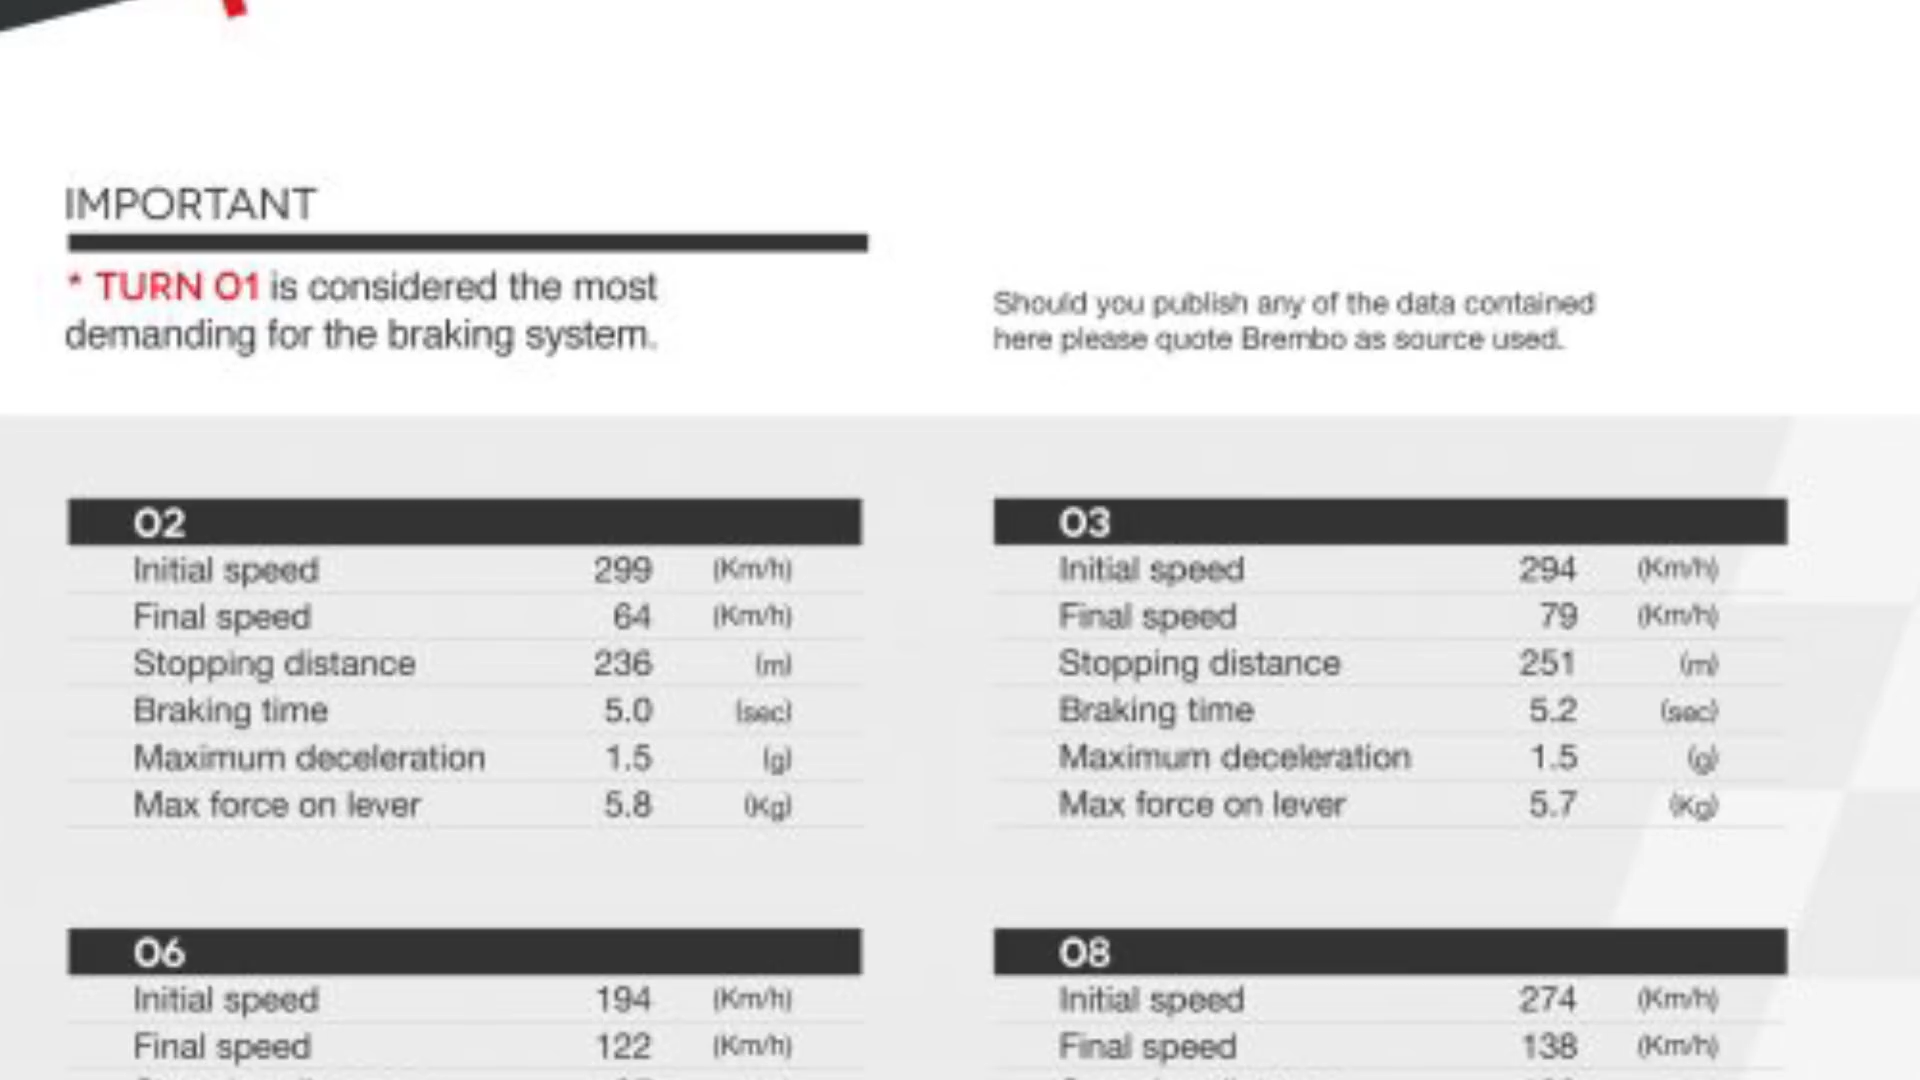 IMPORTANT
* TURN 01 is considered the most
demanding for the braking system.
Should you publish any of the data contained
here please quote Brembo as source used.
02
Initial speed 299 (Km/h)
Final speed 64 (Km/h)
Stopping distance 236 (m)
Braking time 5.0 (sec)
Maximum deceleration 1.5 (g)
Max force on lever 5.8 (Kg)
03
Initial speed 294 (Km/h)
Final speed 79 (Km/h)
Stopping distance 251 (m)
Braking time 5.2 (sec)
Maximum deceleration 1.5 (g)
Max force on lever 5.7 (Kg)
06
Initial speed 194 (Km/h)
Final speed 122 (Km/h)
08
Initial speed 274 (Km/h)
Final speed 138 (Km/h)